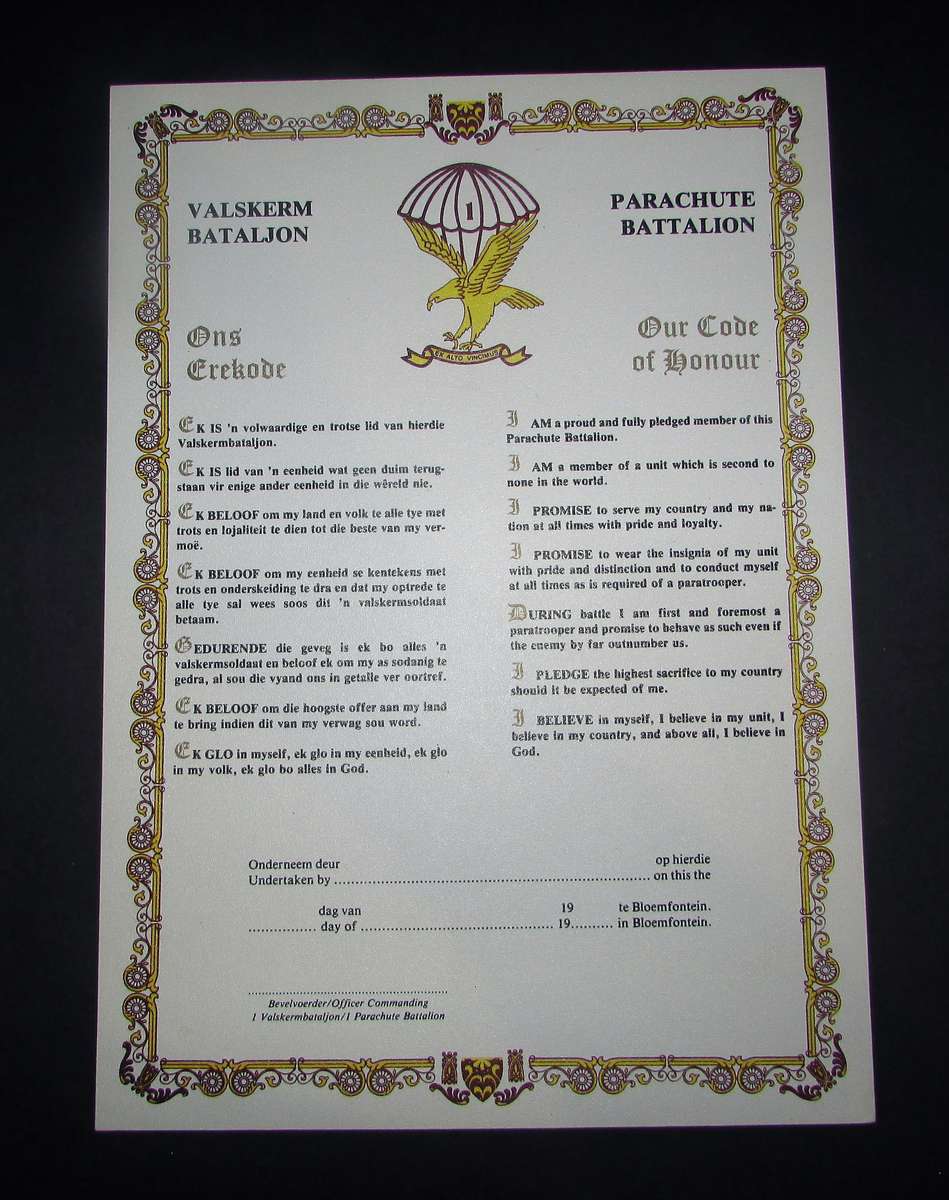 VALSKERM
BATALJON
1
PARACHUTE
BATTALION
EX ALTO VINCIMUS
Ons
Erekode
Our Code
of Honour
EK IS 'n volwaardige en trotse lid van hierdie
Valskermbataljon.
EK IS lid van 'n eenheid wat geen duim terug-
staan vir enige ander eenheid in die wêreld nie.
EK BELOOF om my land en volk te alle tye met
trots en lojaliteit te dien tot die beste van my ver-
moë.
EK BELOOF om my eenheid se kentekens met
trots en onderskeiding te dra en dat my optrede te
alle tye sal wees soos dit 'n valskermsoldaat
betaam.
GEDURENDE die geveg is ek bo alles 'n
valskermsoldaat en beloof ek om my as sodanig te
gedra, al sou die vyand ons in getalle ver oortref.
EK BELOOF om die hoogste offer aan my land
te bring indien dit van my verwag sou word.
EK GLO in myself, ek glo in my eenheid, ek glo
in my volk, ek glo bo alles in God.
I AM a proud and fully pledged member of this
Parachute Battalion.
I AM a member of a unit which is second to
none in the world.
I PROMISE to serve my country and my na-
tion at all times with pride and loyalty.
I PROMISE to wear the insignia of my unit
with pride and distinction and to conduct myself
at all times as is required of a paratrooper.
DURING battle I am first and foremost a
paratrooper and promise to behave as such even if
the enemy by far outnumber us.
I PLEDGE the highest sacrifice to my country
should it be expected of me.
I BELIEVE in myself, I believe in my unit, I
believe in my country, and above all, I believe in
God.
Onderneem deur op hierdie
Undertaken by ........................................ on this the
dag van 19 te Bloemfontein.
................ day of ........................................ 19.......... in Bloemfontein.
........................................
Bevelvoerder/Officer Commanding
1 Valskermbataljon/1 Parachute Battalion